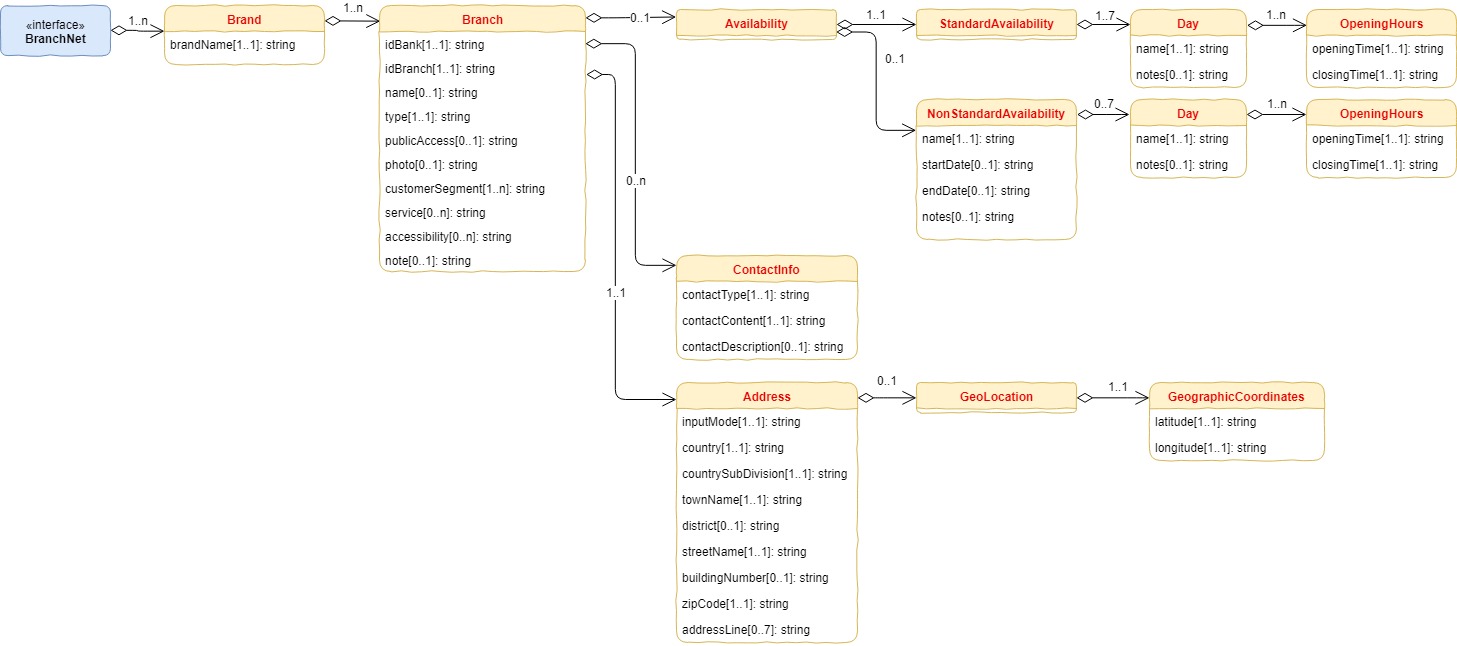 «interface»
BranchNet
1..n
Brand
brandName[1..1]: string
1..n
Branch
idBank[1..1]: string
idBranch[1..1]: string
name[0..1]: string
type[1..1]: string
publicAccess[0..1]: string
photo[0..1]: string
customerSegment[1..n]: string
service[0..n]: string
accessibility[0..n]: string
note[0..1]: string
0..1
Availability
1..1
StandardAvailability
1..7
Day
name[1..1]: string
notes[0..1]: string
1..n
OpeningHours
openingTime[1..1]: string
closingTime[1..1]: string
0..1
NonStandardAvailability
name[1..1]: string
startDate[0..1]: string
endDate[0..1]: string
notes[0..1]: string
0..7
Day
name[1..1]: string
notes[0..1]: string
1..n
OpeningHours
openingTime[1..1]: string
closingTime[1..1]: string
0..n
ContactInfo
contactType[1..1]: string
contactContent[1..1]: string
contactDescription[0..1]: string
1..1
Address
inputMode[1..1]: string
country[1..1]: string
countrySubDivision[1..1]: string
townName[1..1]: string
district[0..1]: string
streetName[1..1]: string
buildingNumber[0..1]: string
zipCode[1..1]: string
addressLine[0..7]: string
0..1
GeoLocation
1..1
GeographicCoordinates
latitude[1..1]: string
longitude[1..1]: string